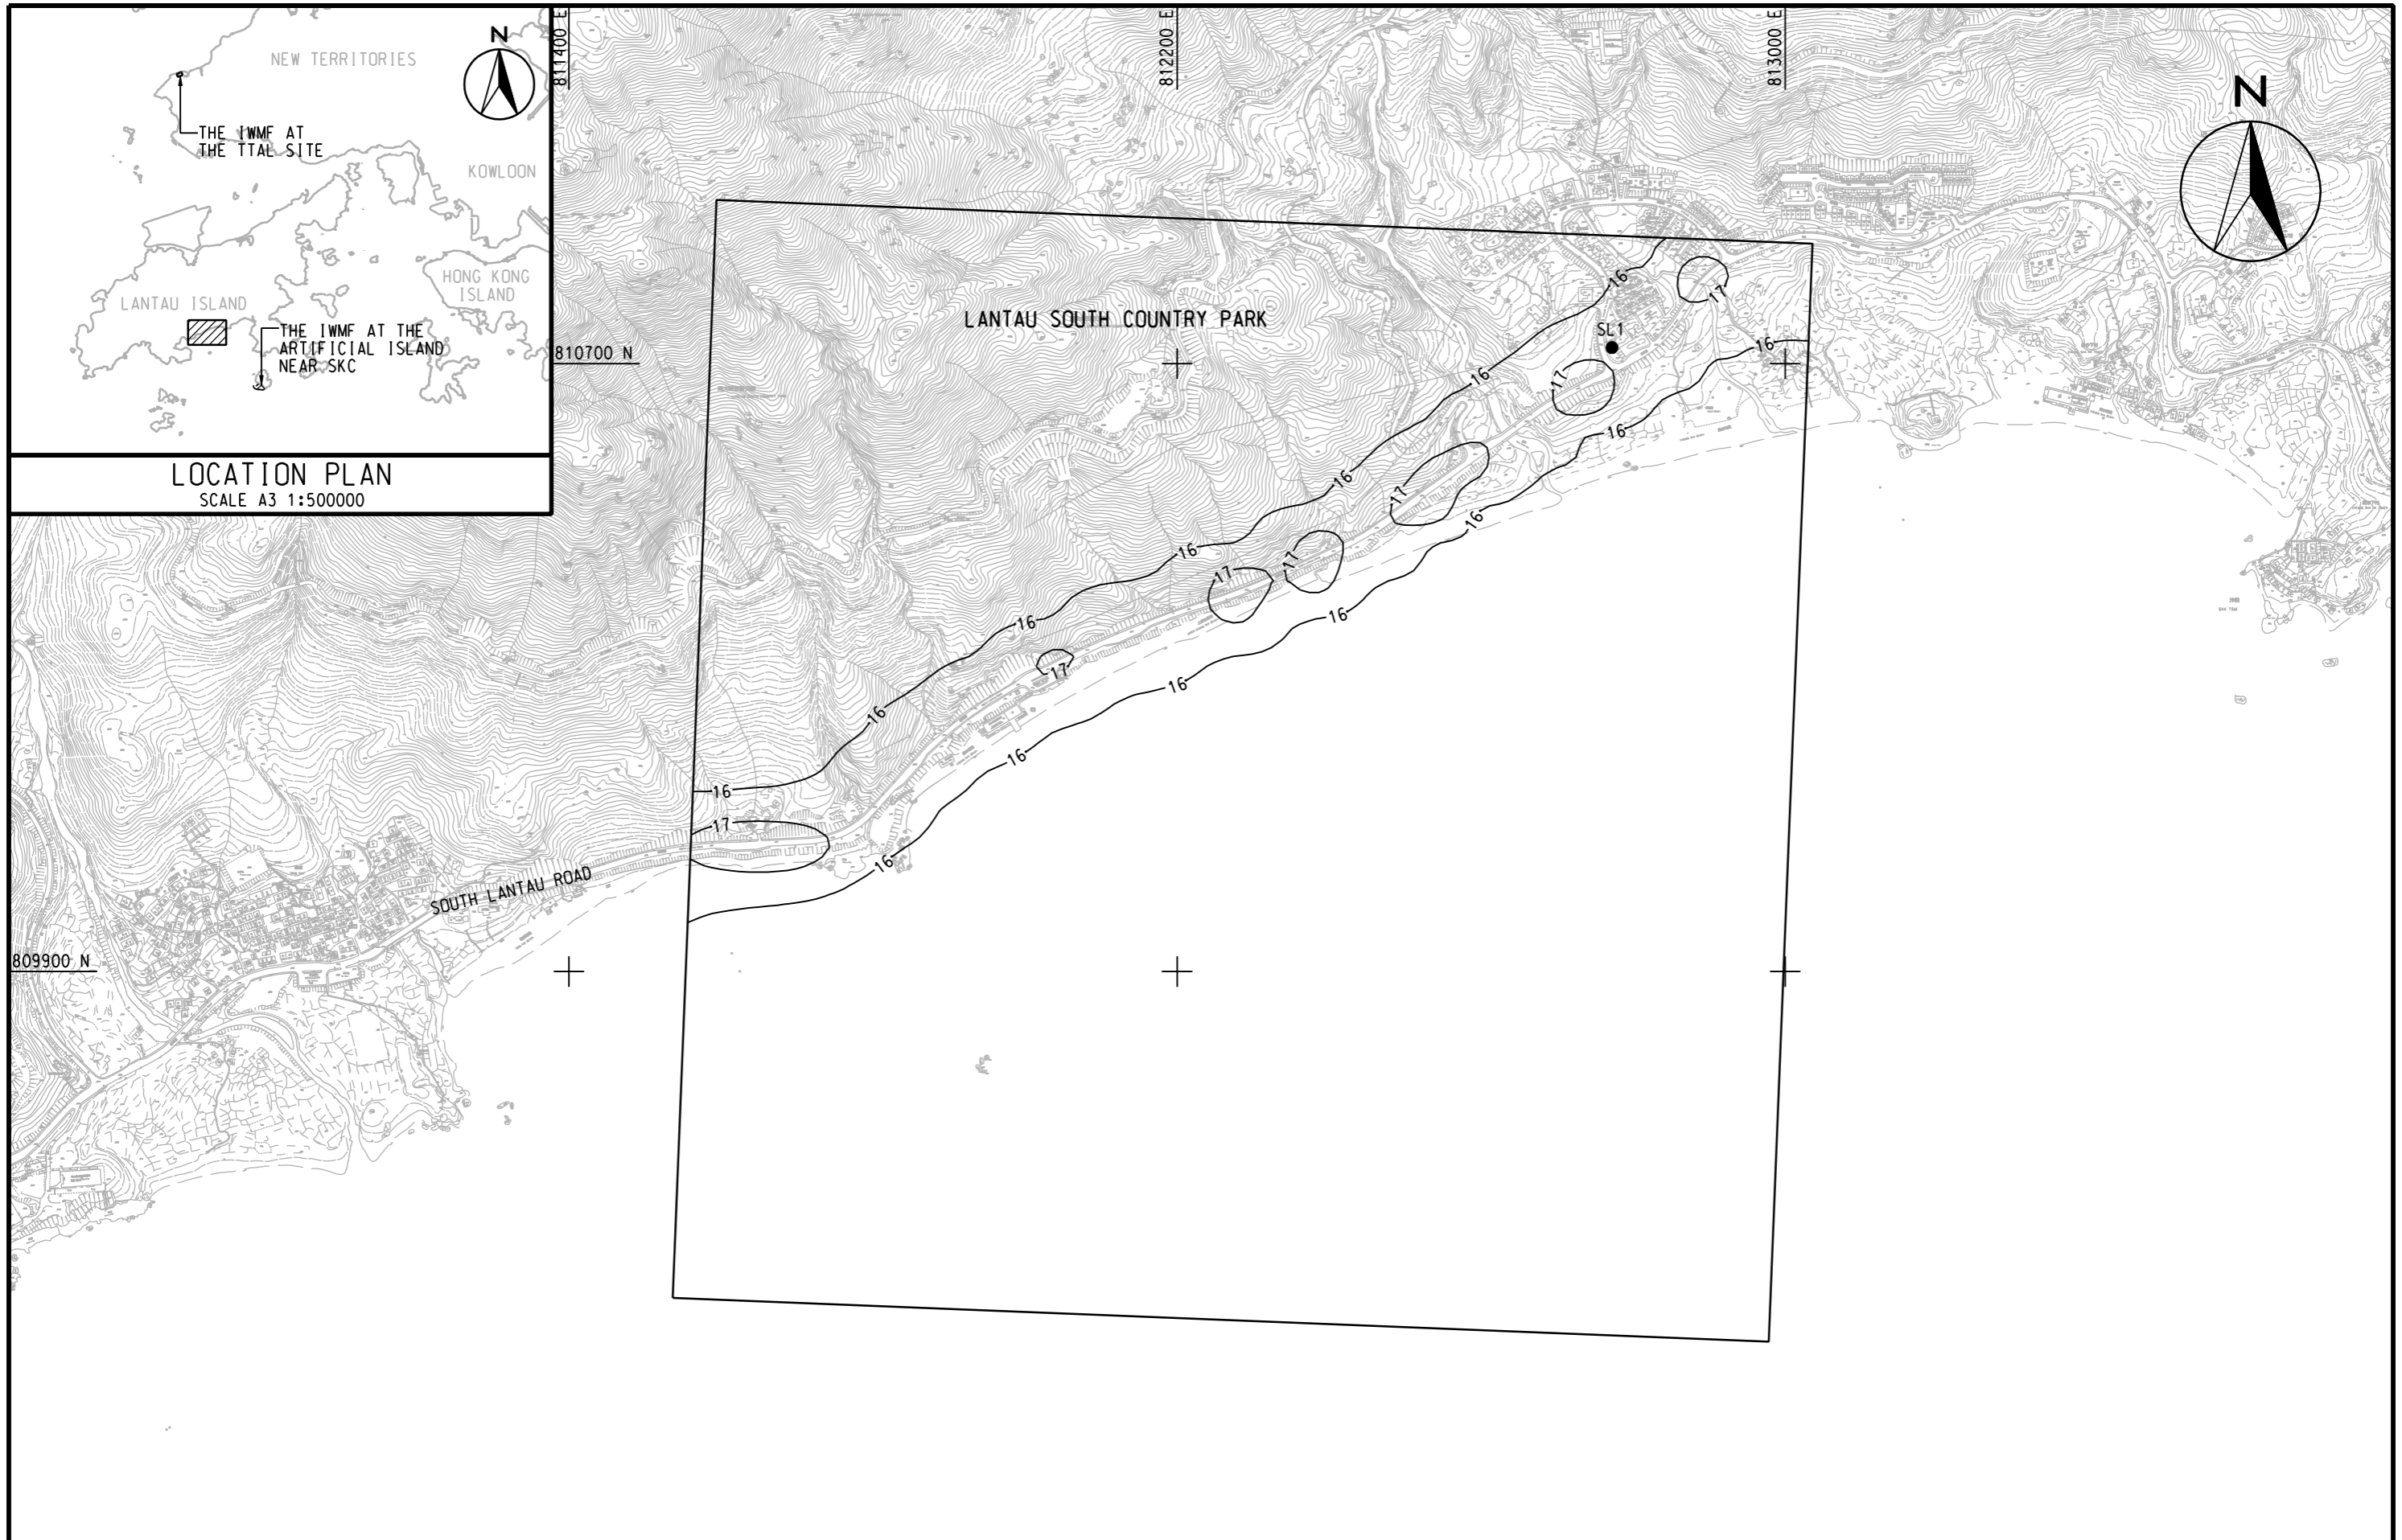 N
NEW TERRITORIES
THE IWMF AT
THE TTAL SITE
KOWLOON
HONG KONG
ISLAND
LANTAU ISLAND
THE IWMF AT THE
ARTIFICIAL ISLAND
NEAR SKC
LOCATION PLAN
SCALE A3 1:500000
811400 E
812200 E
813000 E
N
810700 N
LANTAU SOUTH COUNTRY PARK
16
17
SL1
16
16
17
16
16
17
16
16
17
17
16
16
17
16
16
16
16
17
16
SOUTH LANTAU ROAD
809900 N